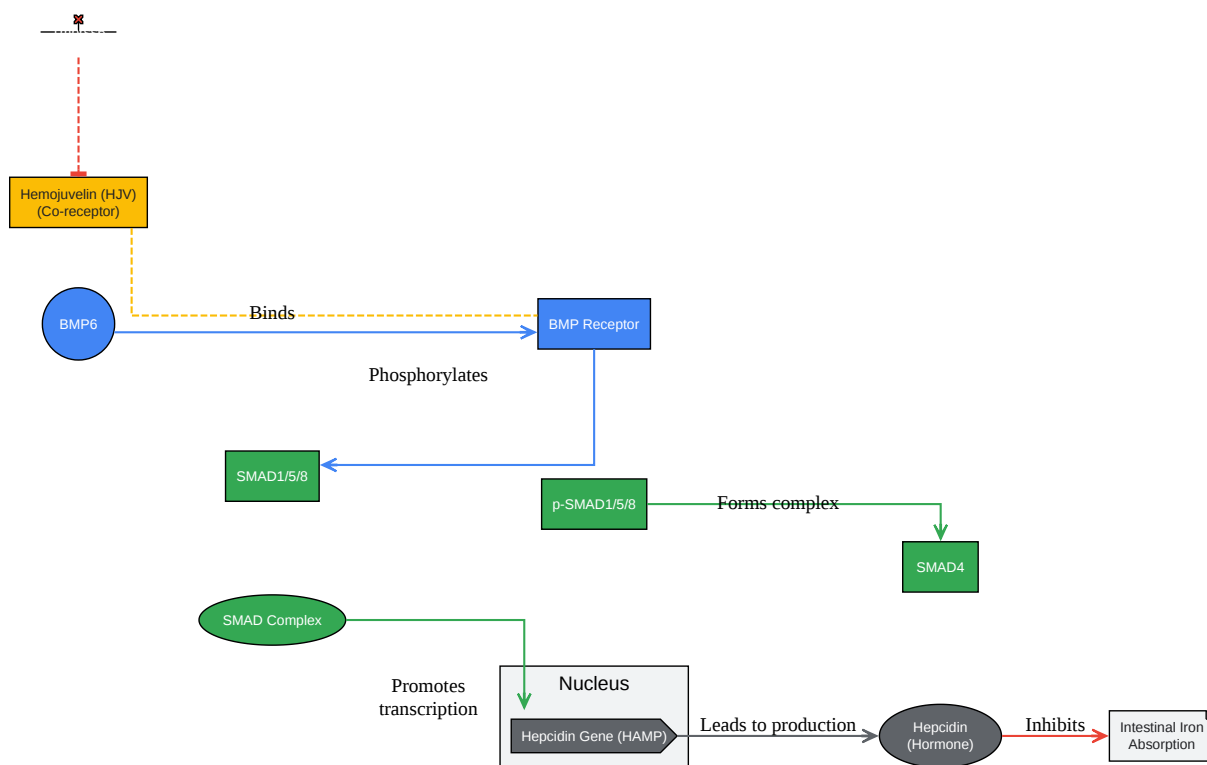 Hemojuvelin (HJV)
(Co-receptor)
BMP6
Binds
BMP Receptor
Phosphorylates
SMAD1/5/8
p-SMAD1/5/8
Forms complex
SMAD4
SMAD Complex
Promotes
transcription
Nucleus
Hepcidin Gene (HAMP)
Leads to production
Hepcidin
(Hormone)
Inhibits
Intestinal Iron
Absorption